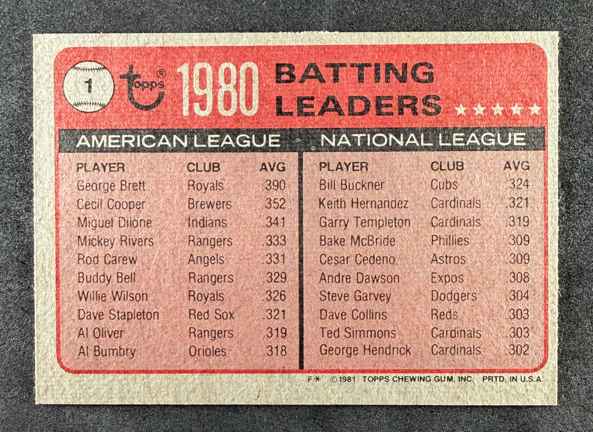 1
topps®
1980
BATTING
LEADERS
AMERICAN LEAGUE
PLAYER CLUB AVG
George Brett Royals .390
Cecil Cooper Brewers .352
Miguel Dilone Indians .341
Mickey Rivers Rangers .333
Rod Carew Angels .331
Buddy Bell Rangers .329
Willie Wilson Royals .326
Dave Stapleton Red Sox .321
Al Oliver Rangers .319
Al Bumbry Orioles .318
NATIONAL LEAGUE
PLAYER CLUB AVG
Bill Buckner Cubs .324
Keith Hernandez Cardinals .321
Garry Templeton Cardinals .319
Bake McBride Phillies .309
Cesar Cedeno Astros .309
Andre Dawson Expos .308
Steve Garvey Dodgers .304
Dave Collins Reds .303
Ted Simmons Cardinals .303
George Hendrick Cardinals .302
F* ©1981 TOPPS CHEWING GUM, INC. PRTD. IN U.S.A.